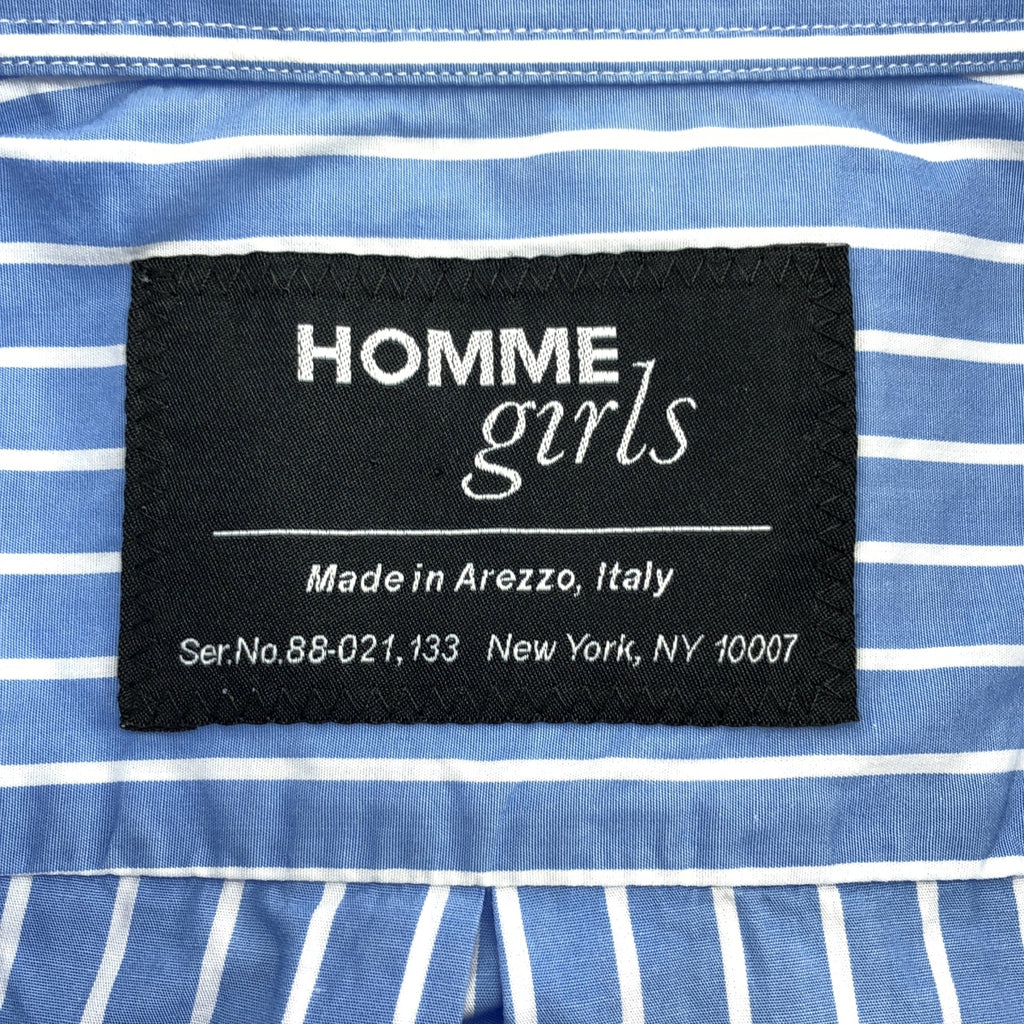 HOMME
girls
Made in Arezzo, Italy
Ser.No.88-021,133 New York, NY 10007